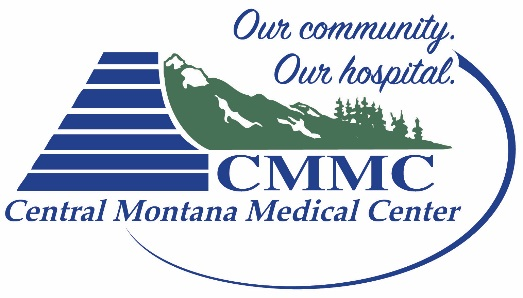 Our community.
Our hospital.
CMMC
Central Montana Medical Center